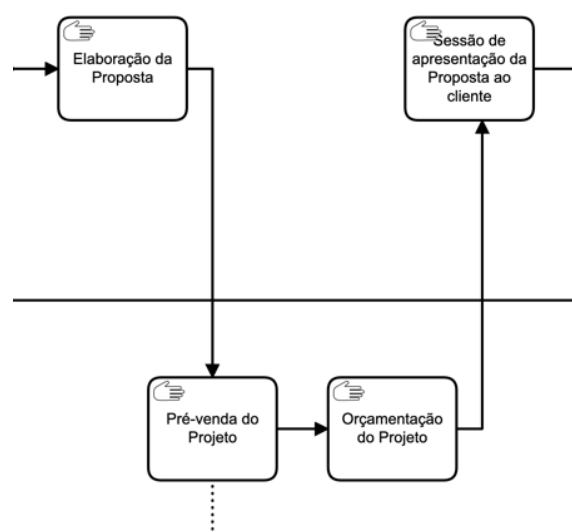 Elaboração da
Proposta
Sessão de
apresentação da
Proposta ao
cliente
Pré-venda do
Projeto
Orçamentação
do Projeto